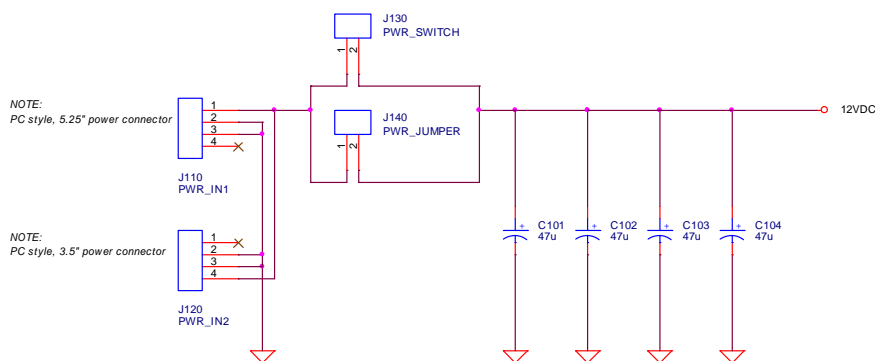 J130
PWR_SWITCH
1
2
NOTE:
PC style, 5.25" power connector
1
2
3
4
J110
PWR_IN1
J140
PWR_JUMPER
1
2
12VDC
NOTE:
PC style, 3.5" power connector
1
2
3
4
J120
PWR_IN2
+
C101
47u
+
C102
47u
+
C103
47u
+
C104
47u